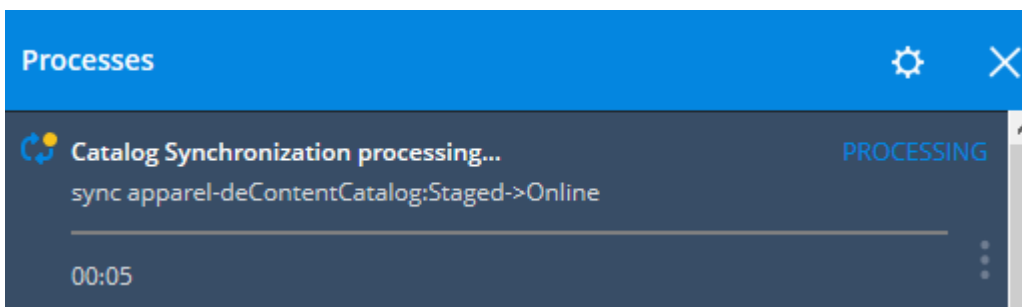 Processes
Catalog Synchronization processing...
PROCESSING
sync apparel-deContentCatalog:Staged->Online
00:05